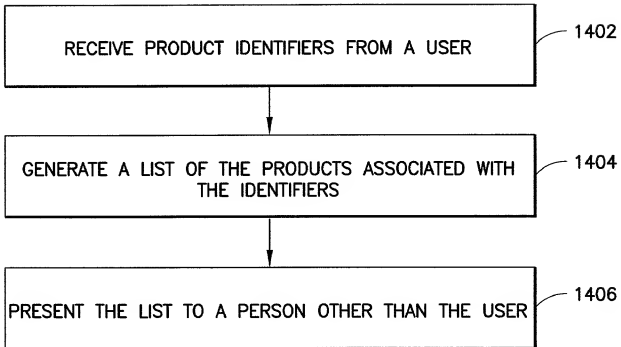 RECEIVE PRODUCT IDENTIFIERS FROM A USER
1402
GENERATE A LIST OF THE PRODUCTS ASSOCIATED WITH
THE IDENTIFIERS
1404
PRESENT THE LIST TO A PERSON OTHER THAN THE USER
1406